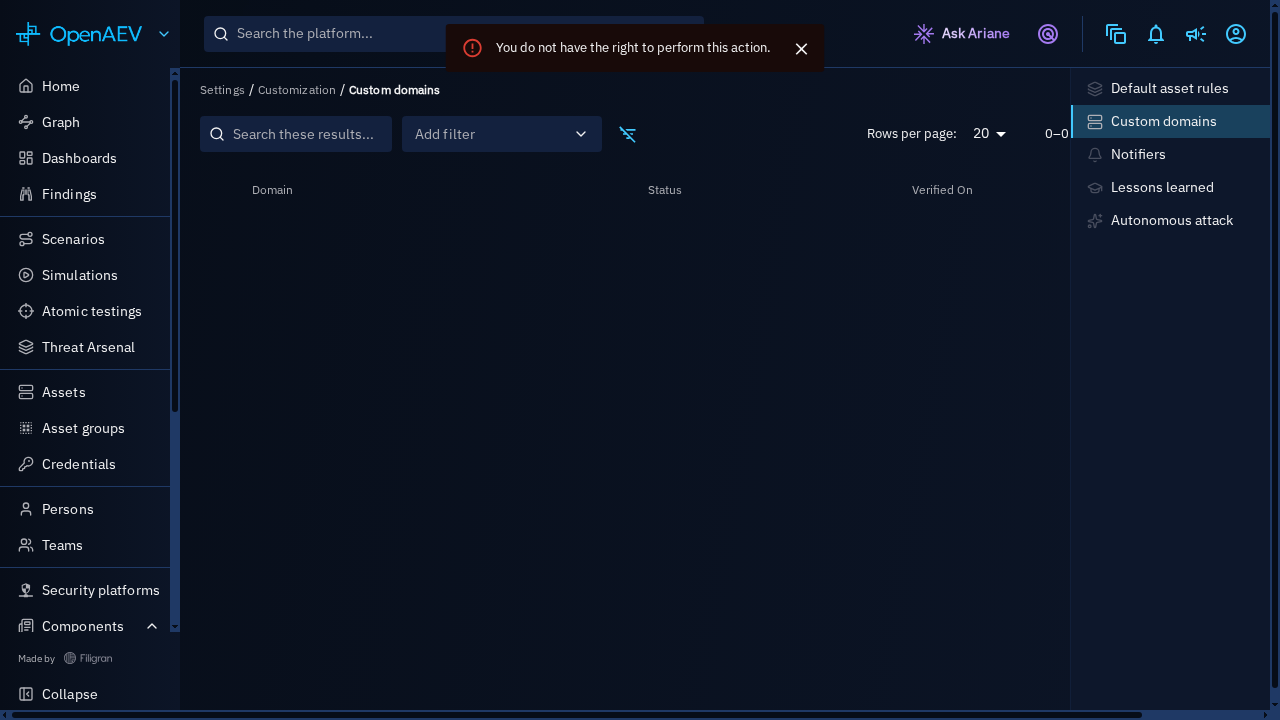 OpenAEV
Search the platform...
You do not have the right to perform this action.
Ask Ariane
Home
Graph
Dashboards
Findings
Scenarios
Simulations
Atomic testings
Threat Arsenal
Assets
Asset groups
Credentials
Persons
Teams
Security platforms
Components
Made by Filigran
Collapse
Settings / Customization / Custom domains
Search these results...
Add filter
Rows per page: 20
0–0
Domain
Status
Verified On
Default asset rules
Custom domains
Notifiers
Lessons learned
Autonomous attack